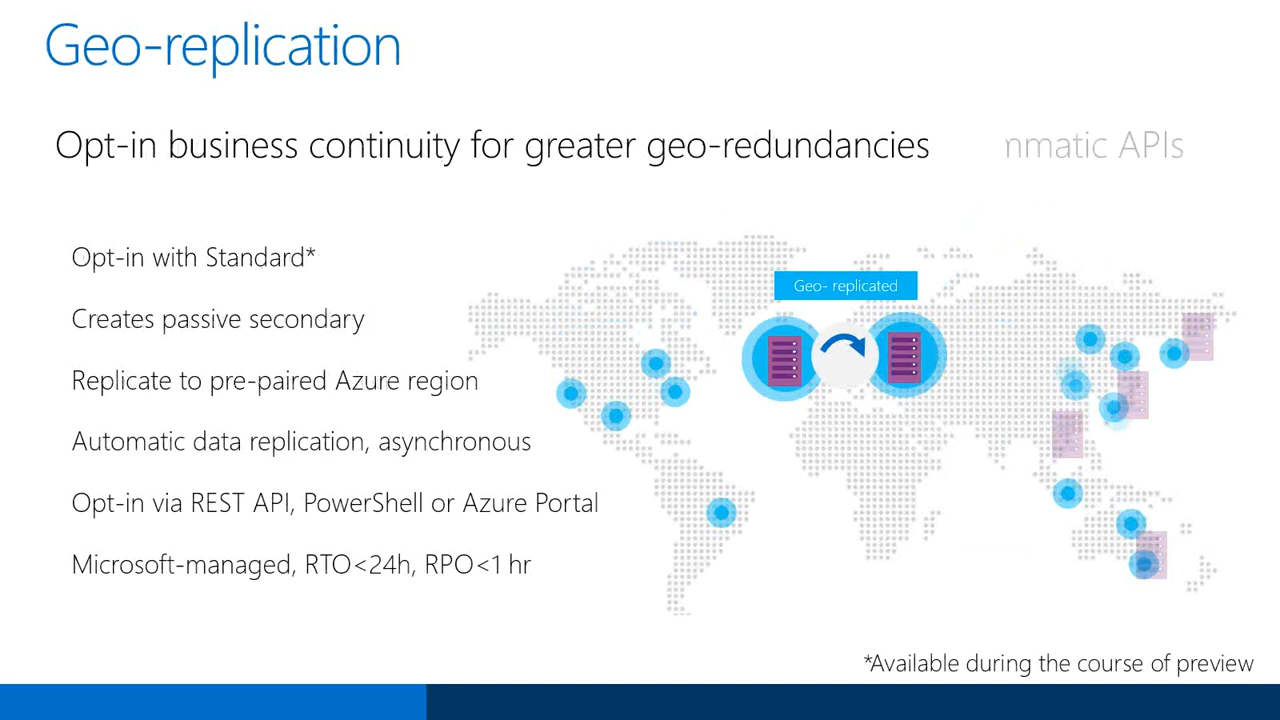 Geo-replication
Opt-in business continuity for greater geo-redundancies
APIs
Opt-in with Standard*
Geo- replicated
Creates passive secondary
Replicate to pre-paired Azure region
Automatic data replication, asynchronous
Opt-in via REST API, PowerShell or Azure Portal
Microsoft-managed, RTO<24h, RPO<1 hr
*Available during the course of preview